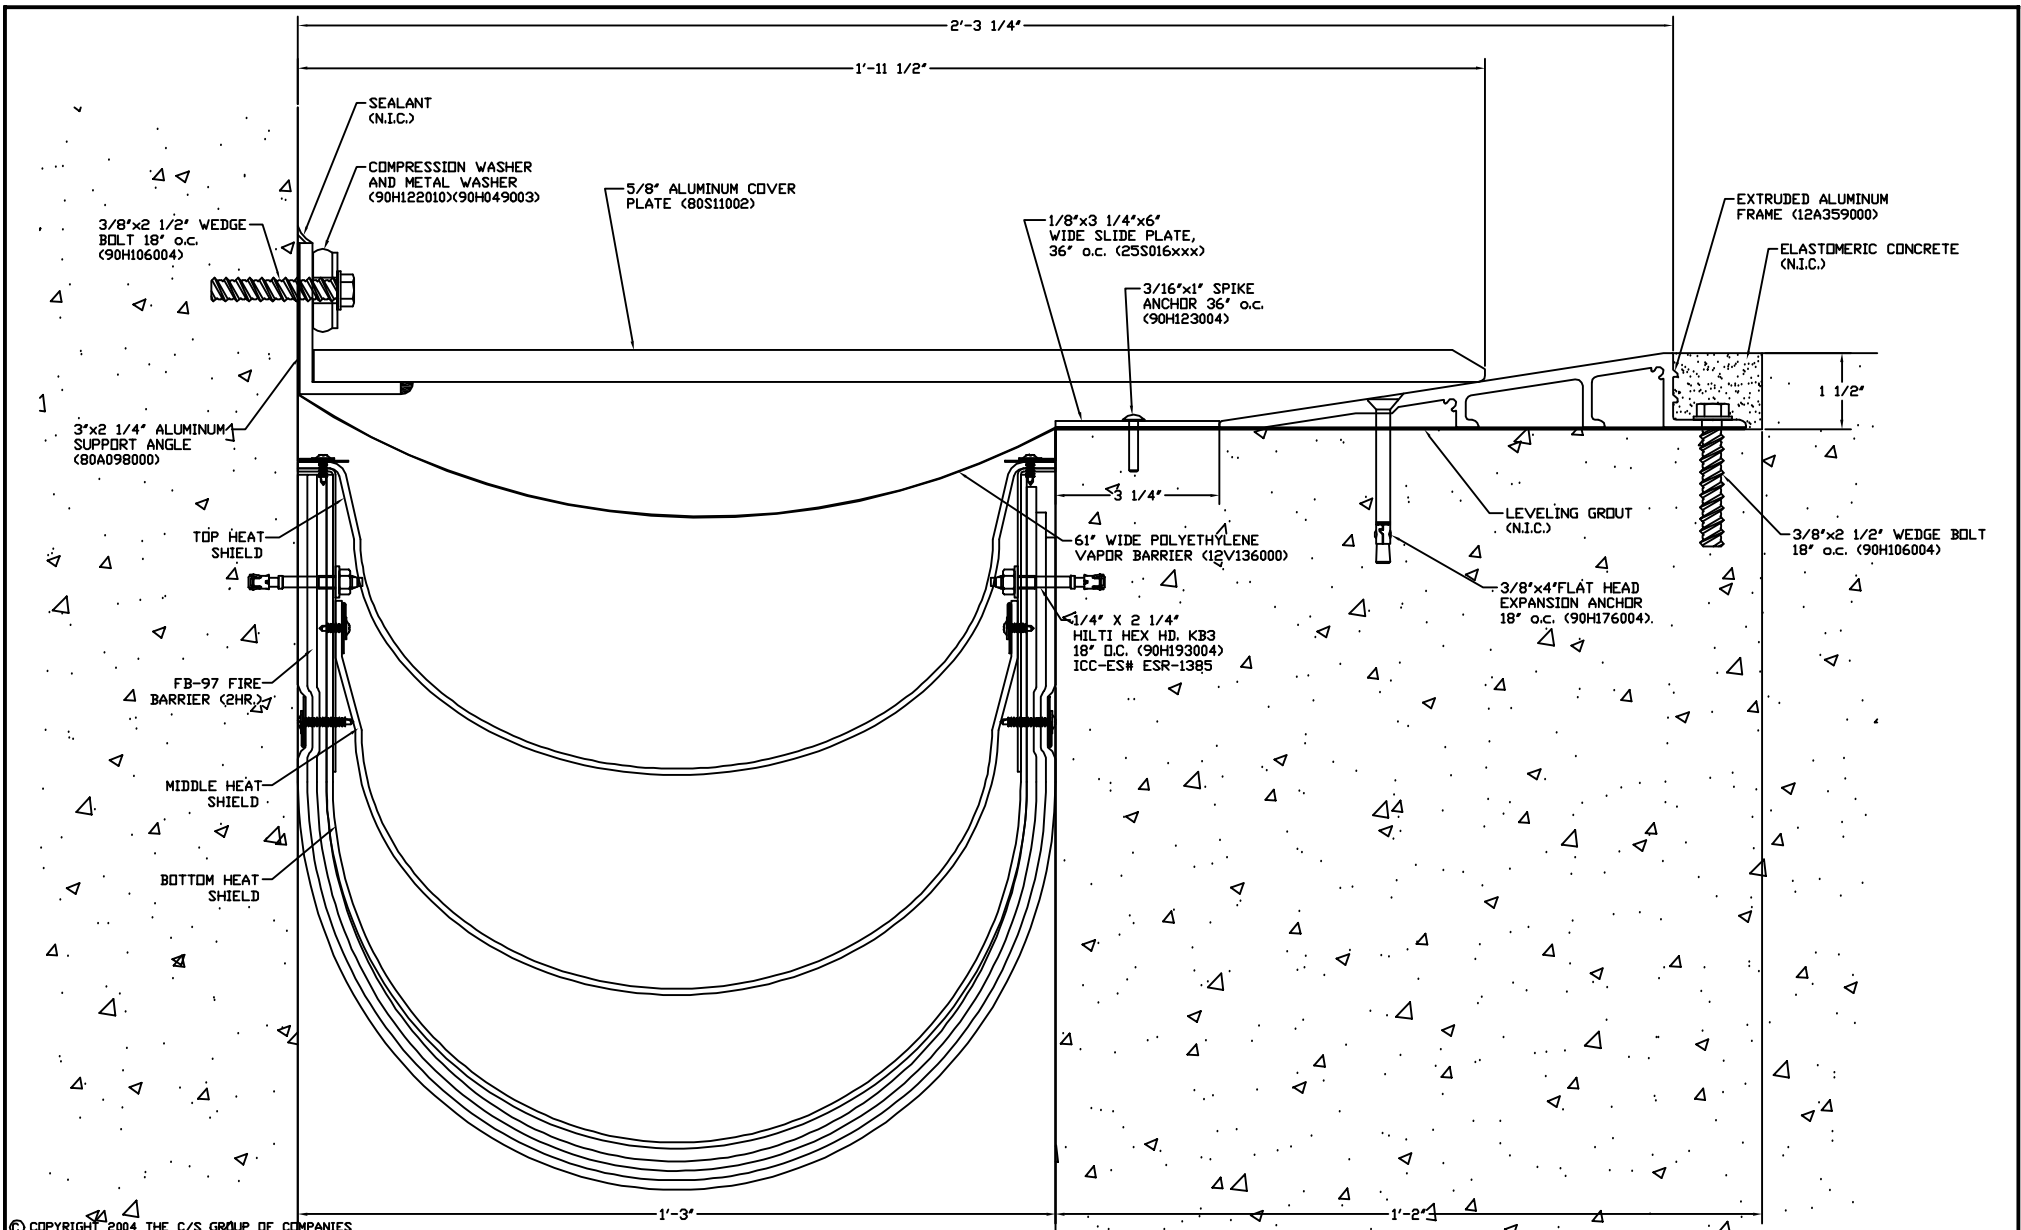 2'-3 1/4"
1'-11 1/2"
SEALANT
(N.I.C.)
COMPRESSION WASHER
AND METAL WASHER
(90H122010)(90H049003)
3/8"x2 1/2" WEDGE
BOLT 18" o.c.
(90H106004)
5/8" ALUMINUM COVER
PLATE (80S11002)
1/8"x3 1/4"x6"
WIDE SLIDE PLATE,
36" o.c. (25S016xxx)
3/16"x1" SPIKE
ANCHOR 36" o.c.
(90H123004)
EXTRUDED ALUMINUM
FRAME (12A359000)
ELASTOMERIC CONCRETE
(N.I.C.)
1 1/2"
3"x2 1/4" ALUMINUM
SUPPORT ANGLE
(80A098000)
3 1/4"
TOP HEAT
SHIELD
61" WIDE POLYETHYLENE
VAPOR BARRIER (12V136000)
LEVELING GROUT
(N.I.C.)
3/8"x2 1/2" WEDGE BOLT
18" o.c. (90H106004)
3/8"x4"FLAT HEAD
EXPANSION ANCHOR
18" o.c. (90H176004)
1/4" X 2 1/4"
HILTI HEX HD. KB3
18" O.C. (90H193004)
ICC-ES# ESR-1385
FB-97 FIRE
BARRIER (2HR.)
MIDDLE HEAT
SHIELD
BOTTOM HEAT
SHIELD
1'-3"
1'-2"
© COPYRIGHT 2004 THE C/S GROUP OF COMPANIES